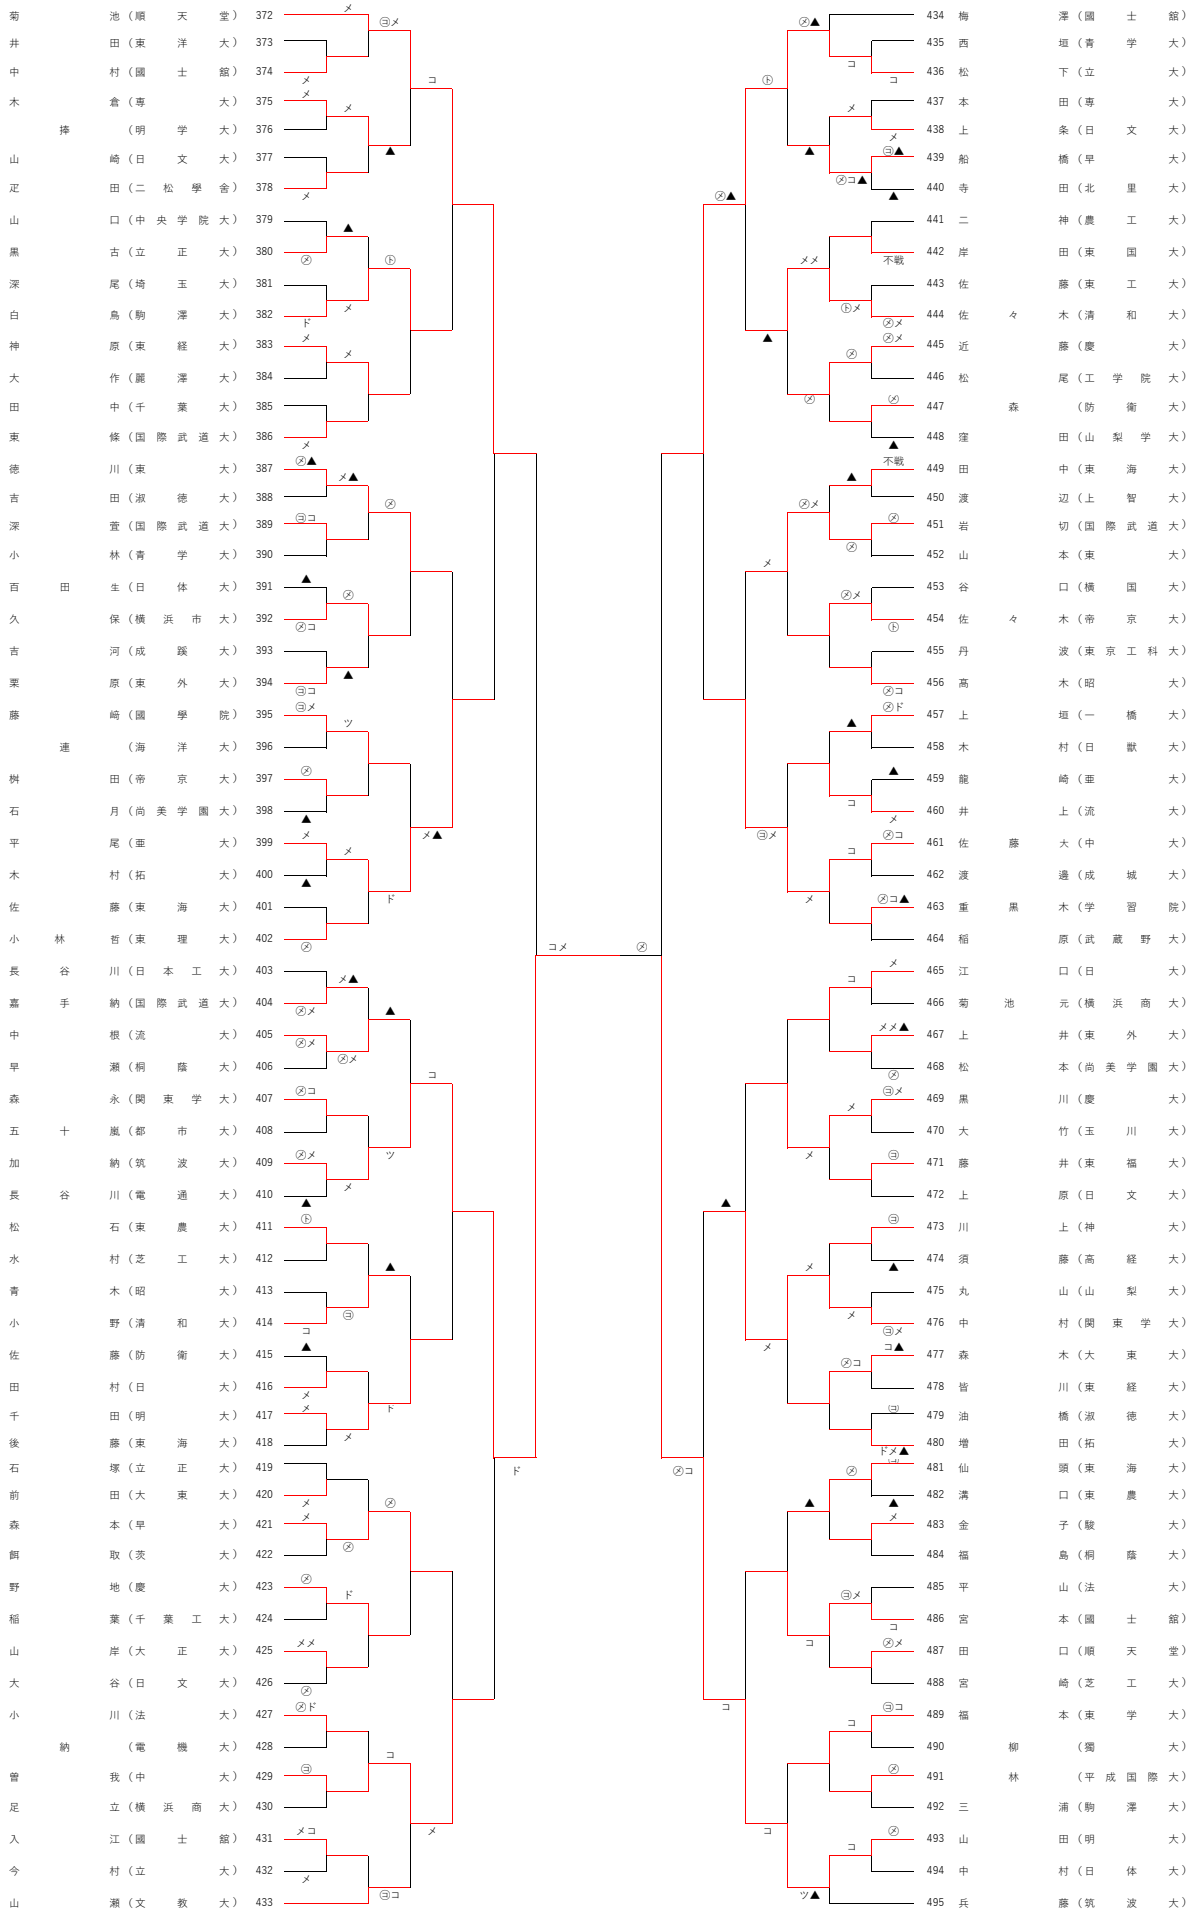 菊池(順天堂) 372
井田(東洋大) 373
中村(國士舘) 374
木倉(専大) 375
捧(明学大) 376
山崎(日文大) 377
疋田(二松學舎) 378
山口(中央学院大) 379
黒古(立正大) 380
深尾(埼玉大) 381
白鳥(駒澤大) 382
神原(東経大) 383
大作(麗澤大) 384
田中(千葉大) 385
東條(国際武道大) 386
徳川(東大) 387
吉田(淑徳大) 388
深萱(国際武道大) 389
小林(青学大) 390
百田生(日体大) 391
久保(横浜市大) 392
吉河(成蹊大) 393
栗原(東外大) 394
藤﨑(國學院) 395
連(海洋大) 396
桝田(帝京大) 397
石月(尚美学園大) 398
平尾(亜大) 399
木村(拓大) 400
佐藤(東海大) 401
小林哲(東理大) 402
長谷川(日本工大) 403
嘉手納(国際武道大) 404
中根(流大) 405
早瀬(桐蔭大) 406
森永(関東学大) 407
五十嵐(都市大) 408
加納(筑波大) 409
長谷川(電通大) 410
松石(東農大) 411
水村(芝工大) 412
青木(昭大) 413
小野(清和大) 414
佐藤(防衛大) 415
田村(日大) 416
千田(明大) 417
後藤(東海大) 418
石塚(立正大) 419
前田(大東大) 420
森本(早大) 421
餌取(茨大) 422
野地(慶大) 423
稲葉(千葉工大) 424
山岸(大正大) 425
大谷(日文大) 426
小川(法大) 427
納(電機大) 428
曽我(中大) 429
足立(横浜商大) 430
入江(國士舘) 431
今村(立大) 432
山瀬(文教大) 433
コメ
㋱
434 梅澤(國士舘)
435 西垣(青学大)
436 松下(立大)
437 本田(専大)
438 上条(日文大)
439 船橋(早大)
440 寺田(北里大)
441 二神(農工大)
442 岸田(東国大)
不戦
443 佐藤(東工大)
444 佐々木(清和大)
445 近藤(慶大)
446 松尾(工学院大)
447 森(防衛大)
448 窪田(山梨学大)
不戦
449 田中(東海大)
450 渡辺(上智大)
451 岩切(国際武道大)
452 山本(東大)
453 谷口(横国大)
454 佐々木(帝京大)
455 丹波(東京工科大)
456 髙木(昭大)
457 上垣(一橋大)
458 木村(日獣大)
459 龍崎(亜大)
460 井上(流大)
461 佐藤大(中大)
462 渡邊(成城大)
463 重黒木(学習院)
464 稲原(武蔵野大)
465 江口(日大)
466 菊池元(横浜商大)
467 上井(東外大)
468 松本(尚美学園大)
469 黒川(慶大)
470 大竹(玉川大)
471 藤井(東福大)
472 上原(日文大)
473 川上(神大)
474 須藤(高経大)
475 丸山(山梨大)
476 中村(関東学大)
477 森木(大東大)
478 皆川(東経大)
479 油橋(淑徳大)
480 増田(拓大)
481 仙頭(東海大)
482 溝口(東農大)
483 金子(駿大)
484 福島(桐蔭大)
485 平山(法大)
486 宮本(國士舘)
487 田口(順天堂)
488 宮崎(芝工大)
489 福本(東学大)
490 柳(獨大)
491 林(平成国際大)
492 三浦(駒澤大)
493 山田(明大)
494 中村(日体大)
495 兵藤(筑波大)